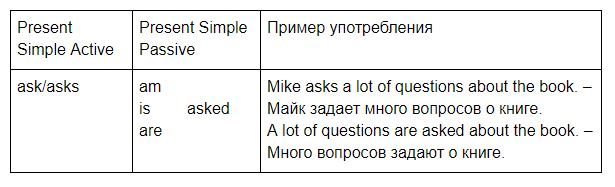 Present Simple Active
Present Simple Passive
Пример употребления
ask/asks
am
is asked
are
Mike asks a lot of questions about the book. –
Майк задает много вопросов о книге.
A lot of questions are asked about the book. –
Много вопросов задают о книге.